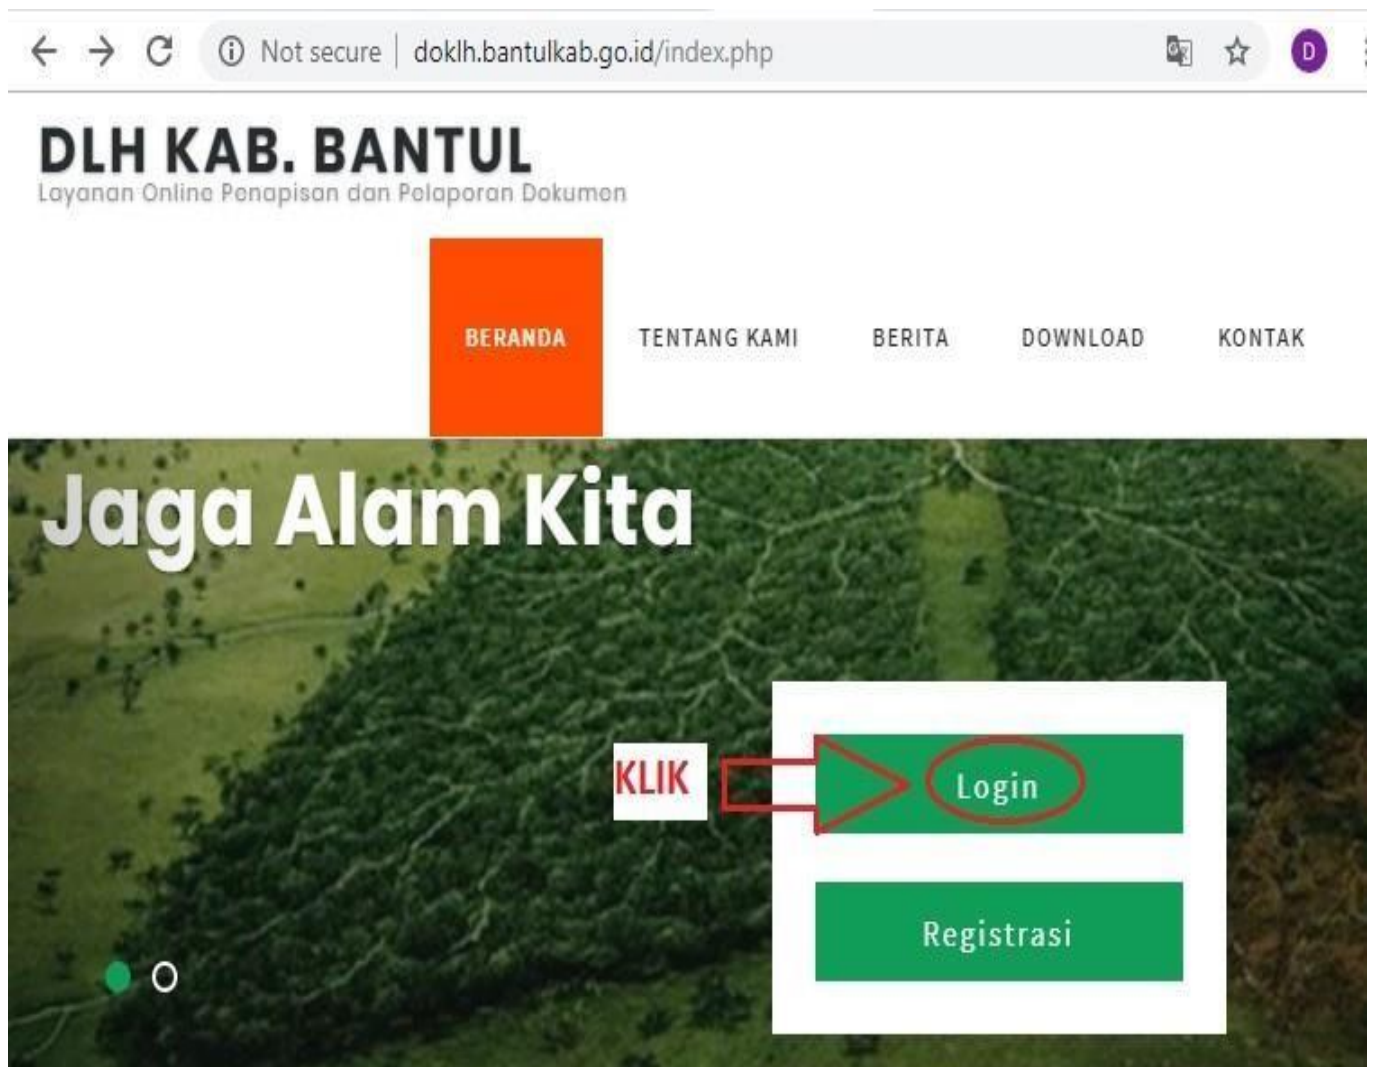 Not secure | doklh.bantulkab.go.id/index.php
D
DLH KAB. BANTUL
Layanan Online Penapisan dan Pelaporan Dokumen
BERANDA TENTANG KAMI BERITA DOWNLOAD KONTAK
Jaga Alam Kita
KLIK
Login
Registrasi